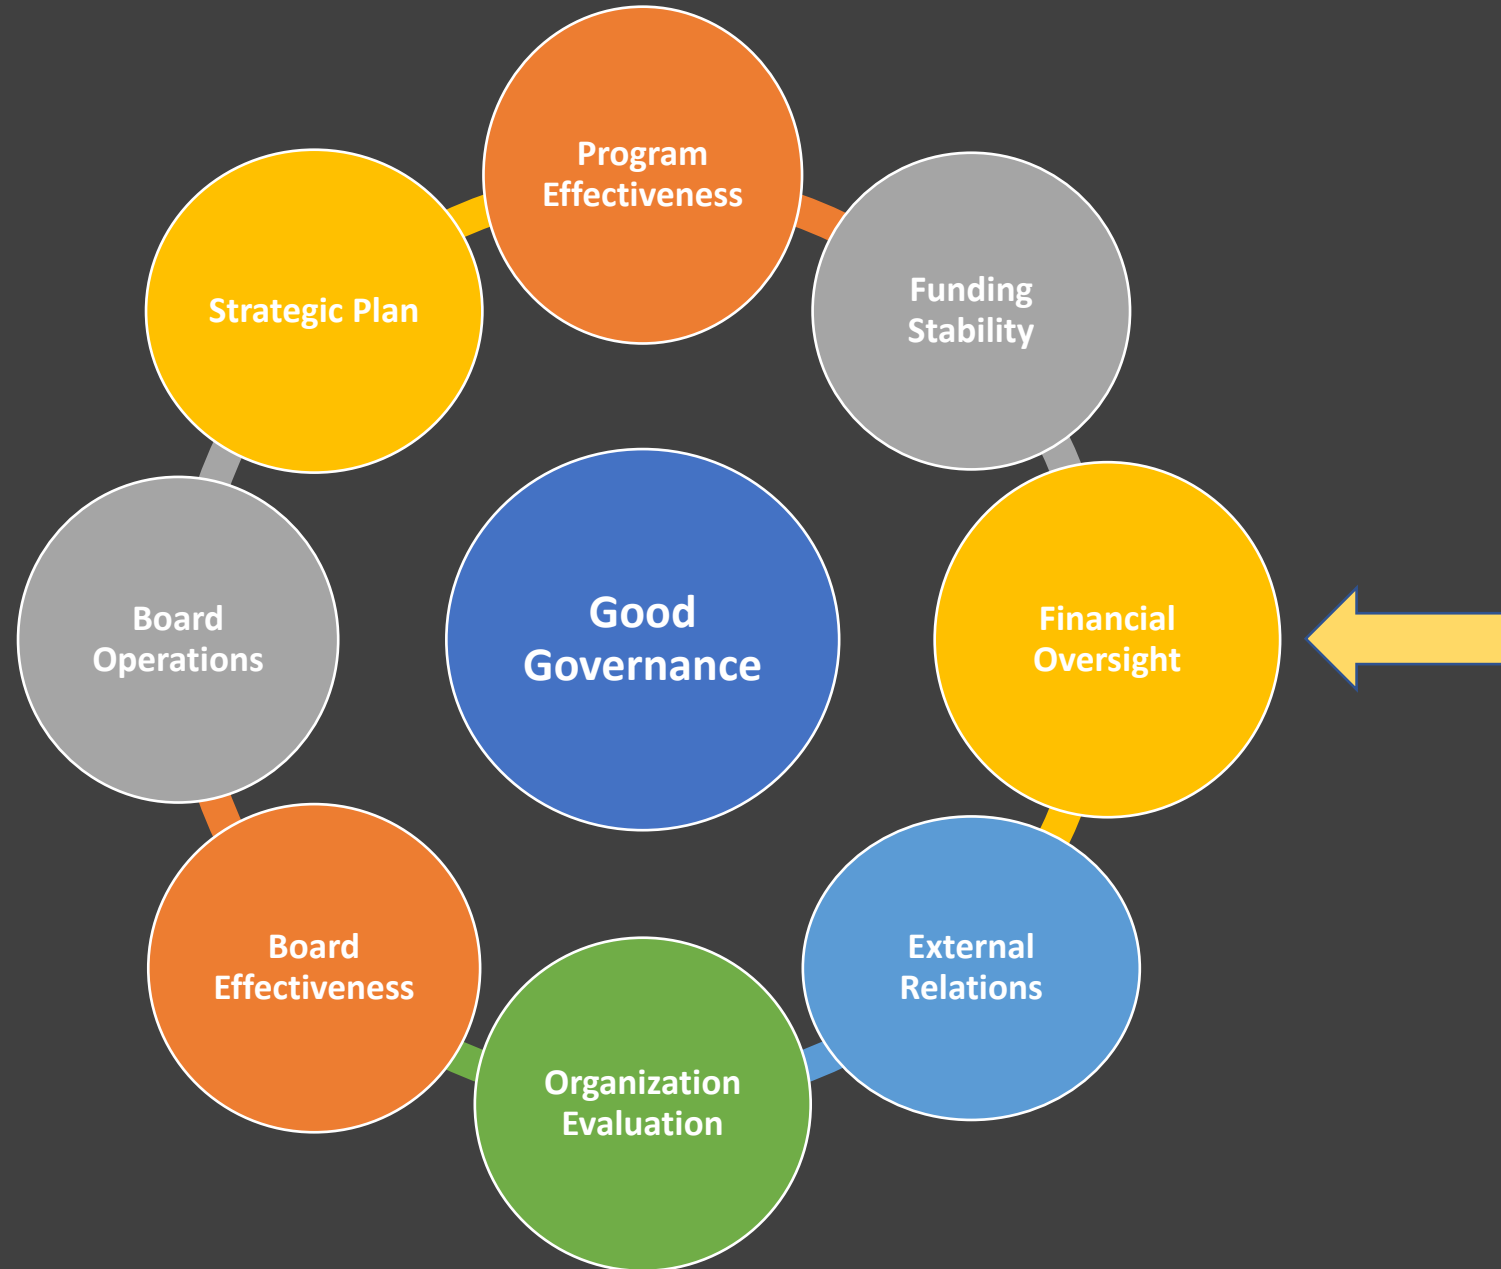 Program
Effectiveness
Funding
Stability
Financial
Oversight
External
Relations
Organization
Evaluation
Board
Effectiveness
Board
Operations
Strategic Plan
Good
Governance